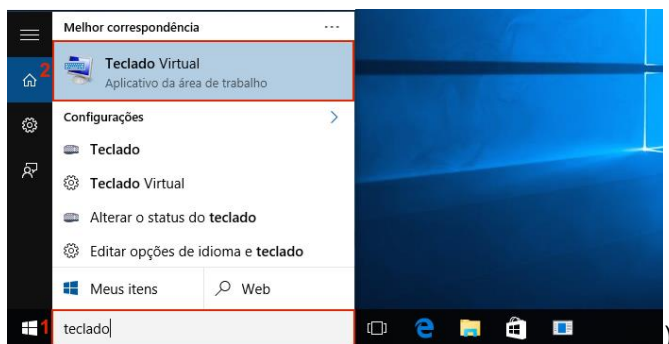 Melhor correspondência ...
2
Teclado Virtual
Aplicativo da área de trabalho
Configurações >
Teclado
Teclado Virtual
Alterar o status do teclado
Editar opções de idioma e teclado
Meus itens Web
1 teclado